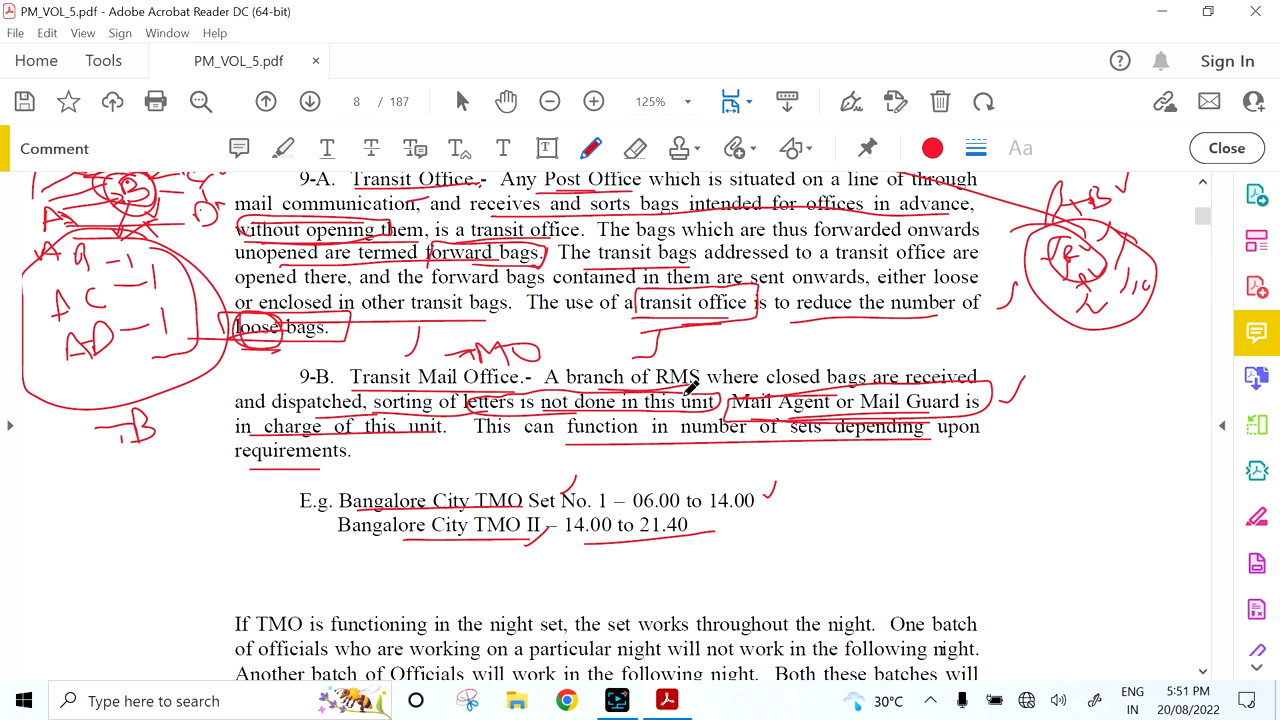 PM_VOL_5.pdf - Adobe Acrobat Reader DC (64-bit)
File Edit View Sign Window Help
Home Tools PM_VOL_5.pdf × Sign In
8 / 187 125%
Comment Aa Close
9-A. Transit Office.- Any Post Office which is situated on a line of through
mail communication, and receives and sorts bags intended for offices in advance,
without opening them, is a transit office. The bags which are thus forwarded onwards
unopened are termed forward bags. The transit bags addressed to a transit office are
opened there, and the forward bags contained in them are sent onwards, either loose
or enclosed in other transit bags. The use of a transit office is to reduce the number of
loose bags.
TMO
9-B. Transit Mail Office.- A branch of RMS where closed bags are received
and dispatched, sorting of letters is not done in this unit. Mail Agent or Mail Guard is
in charge of this unit. This can function in number of sets depending upon
requirements.
E.g. Bangalore City TMO Set No. 1 – 06.00 to 14.00
Bangalore City TMO II – 14.00 to 21.40
If TMO is functioning in the night set, the set works throughout the night. One batch
of officials who are working on a particular night will not work in the following night.
Another batch of Officials will work in the following night. Both these batches will
AC
AD – 1
B
Type here to search
30°C
ENG
IN
5:51 PM
20/08/2022